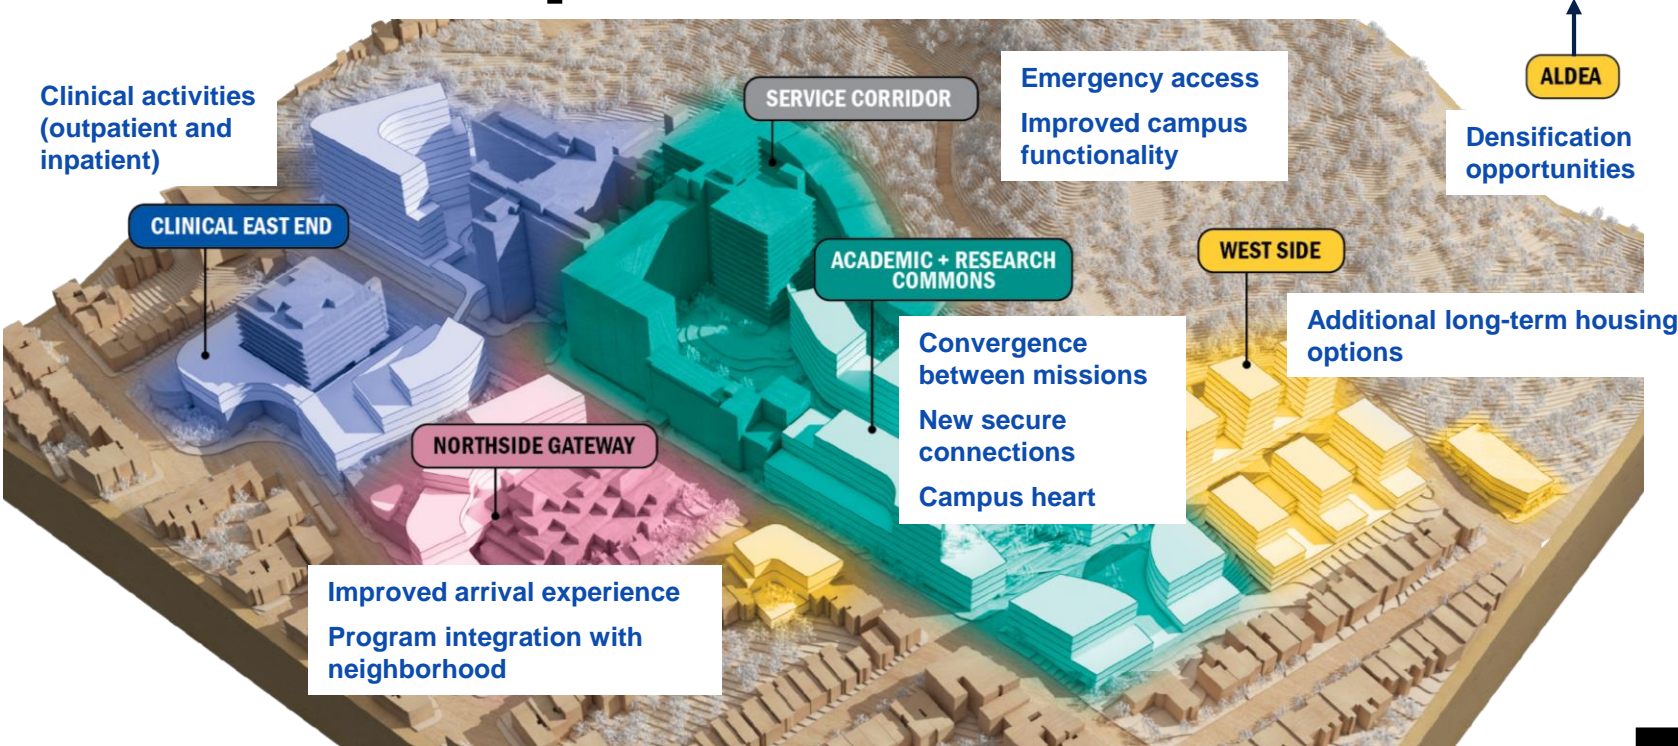 Clinical activities
(outpatient and
inpatient)
SERVICE CORRIDOR
Emergency access
Improved campus
functionality
ALDEA
Densification
opportunities
CLINICAL EAST END
ACADEMIC + RESEARCH
COMMONS
Convergence
between missions
New secure
connections
Campus heart
WEST SIDE
Additional long-term housing
options
NORTHSIDE GATEWAY
Improved arrival experience
Program integration with
neighborhood